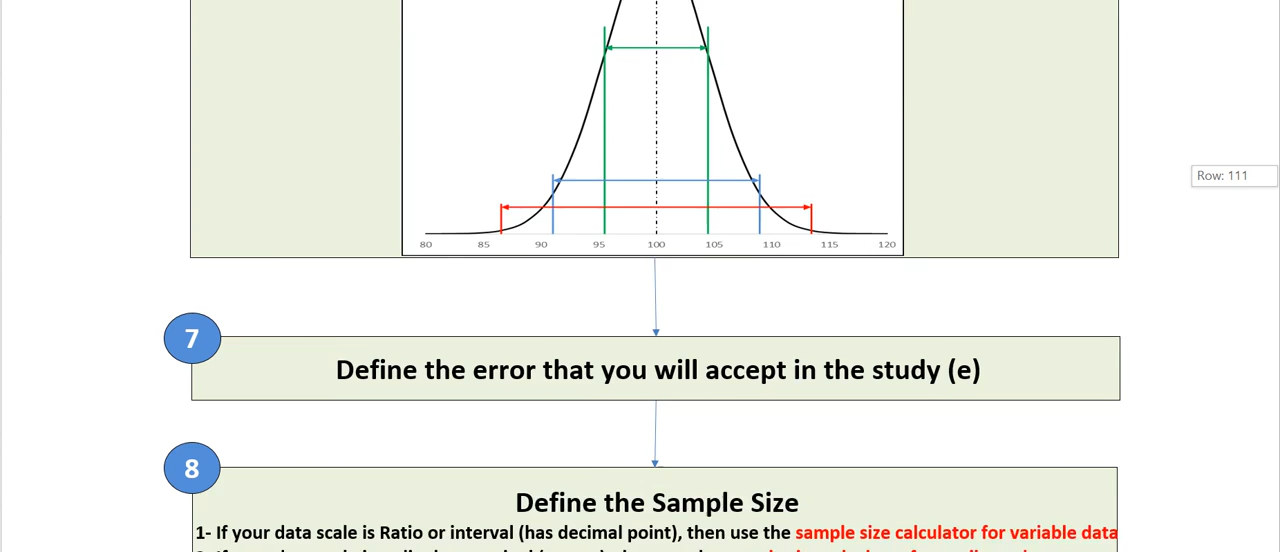 Row: 111
80 85 90 95 100 105 110 115 120
7
Define the error that you will accept in the study (e)
8
Define the Sample Size
1- If your data scale is Ratio or interval (has decimal point), then use the sample size calculator for variable data